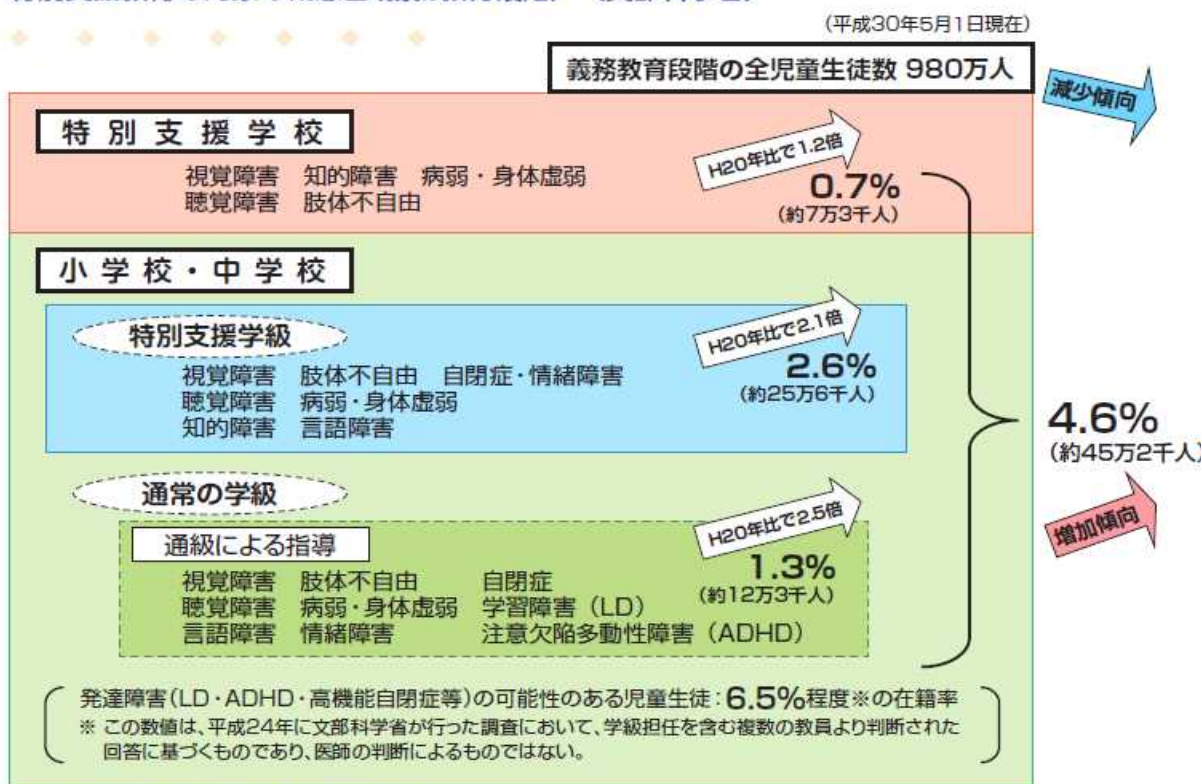 (平成30年5月1日現在)
義務教育段階の全児童生徒数 980万人
減少傾向
特別支援学校
H20年比で1.2倍
視覚障害 知的障害 病弱・身体虚弱
聴覚障害 肢体不自由
0.7%
(約7万3千人)
小学校・中学校
特別支援学級
H20年比で2.1倍
視覚障害 肢体不自由 自閉症・情緒障害
聴覚障害 病弱・身体虚弱
知的障害 言語障害
2.6%
(約25万6千人)
4.6%
(約45万2千人)
増加傾向
通常の学級
H20年比で2.5倍
通級による指導
視覚障害 肢体不自由 自閉症
聴覚障害 病弱・身体虚弱 学習障害(LD)
言語障害 情緒障害 注意欠陥多動性障害(ADHD)
1.3%
(約12万3千人)
発達障害(LD・ADHD・高機能自閉症等)の可能性のある児童生徒:6.5%程度※の在籍率
※ この数値は、平成24年に文部科学省が行った調査において、学級担任を含む複数の教員より判断された
回答に基づくものであり、医師の判断によるものではない。